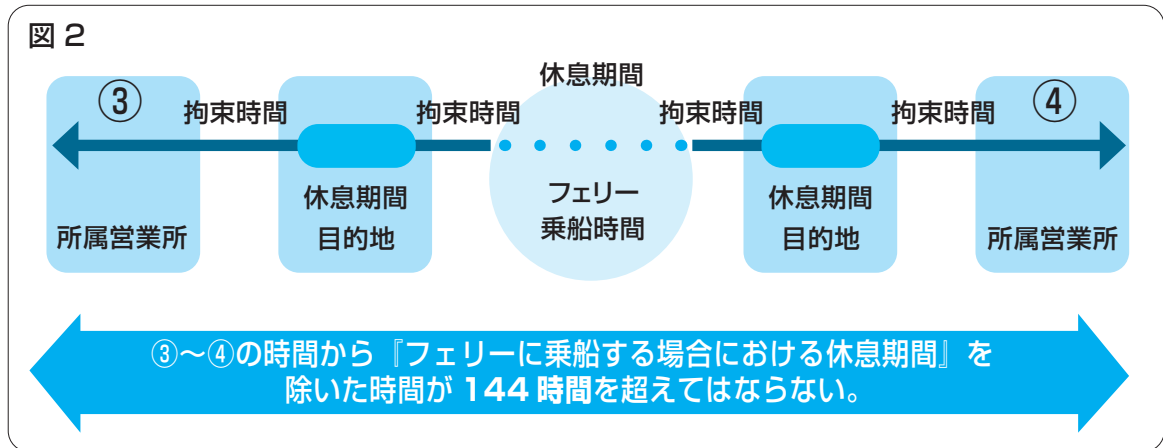 図 2
休息期間
③
拘束時間
拘束時間
拘束時間
拘束時間
④
所属営業所
休息期間
目的地
フェリー
乗船時間
休息期間
目的地
所属営業所
③〜④の時間から『フェリーに乗船する場合における休息期間』を
除いた時間が 144 時間を超えてはならない。